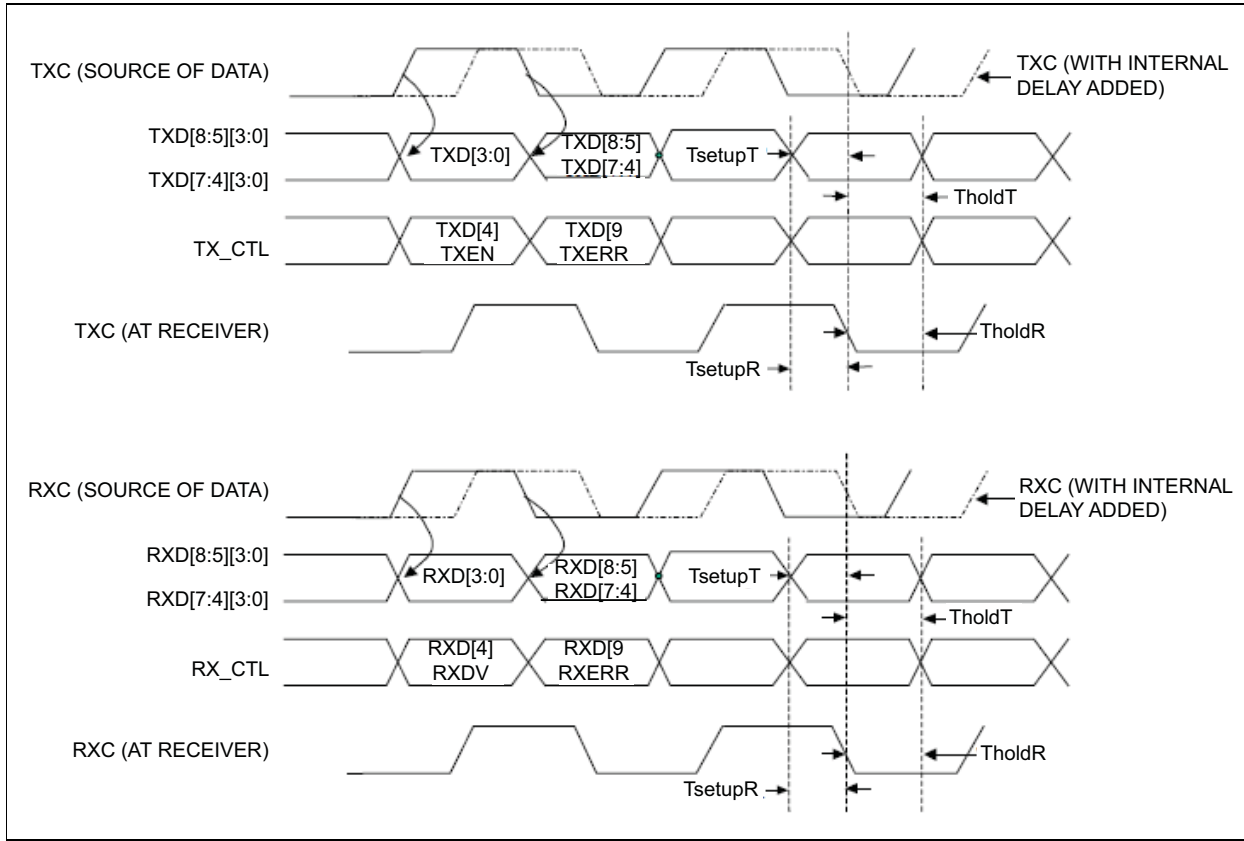 TXC (SOURCE OF DATA)
TXC (WITH INTERNAL
DELAY ADDED)
TXD[8:5][3:0]
TXD[7:4][3:0]
TXD[3:0]
TXD[8:5]
TXD[7:4]
TsetupT
TholdT
TX_CTL
TXD[4]
TXEN
TXD[9
TXERR
TXC (AT RECEIVER)
TholdR
TsetupR
RXC (SOURCE OF DATA)
RXC (WITH INTERNAL
DELAY ADDED)
RXD[8:5][3:0]
RXD[7:4][3:0]
RXD[3:0]
RXD[8:5]
RXD[7:4]
TsetupT
TholdT
RX_CTL
RXD[4]
RXDV
RXD[9
RXERR
RXC (AT RECEIVER)
TholdR
TsetupR